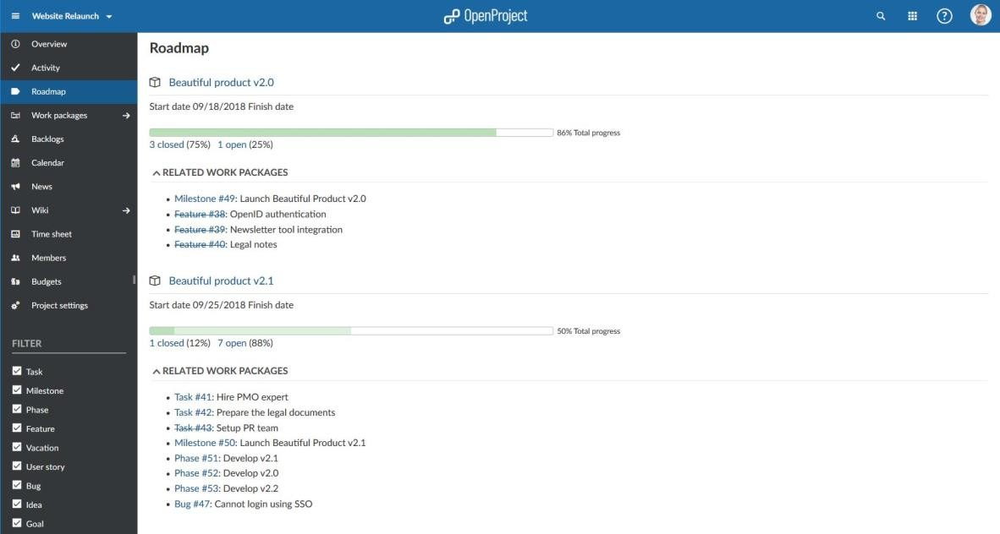 Website Relaunch
OpenProject
?
Overview
Activity
Roadmap
Work packages
Backlogs
Calendar
News
Wiki
Time sheet
Members
Budgets
Project settings
FILTER
Task
Milestone
Phase
Feature
Vacation
User story
Bug
Idea
Goal
Roadmap
Beautiful product v2.0
Start date 09/18/2018 Finish date
86% Total progress
3 closed (75%) 1 open (25%)
RELATED WORK PACKAGES
Milestone #49: Launch Beautiful Product v2.0
Feature #38: OpenID authentication
Feature #39: Newsletter tool integration
Feature #40: Legal notes
Beautiful product v2.1
Start date 09/25/2018 Finish date
50% Total progress
1 closed (12%) 7 open (88%)
RELATED WORK PACKAGES
Task #41: Hire PMO expert
Task #42: Prepare the legal documents
Task #43: Setup PR team
Milestone #50: Launch Beautiful Product v2.1
Phase #51: Develop v2.1
Phase #52: Develop v2.0
Phase #53: Develop v2.2
Bug #47: Cannot login using SSO